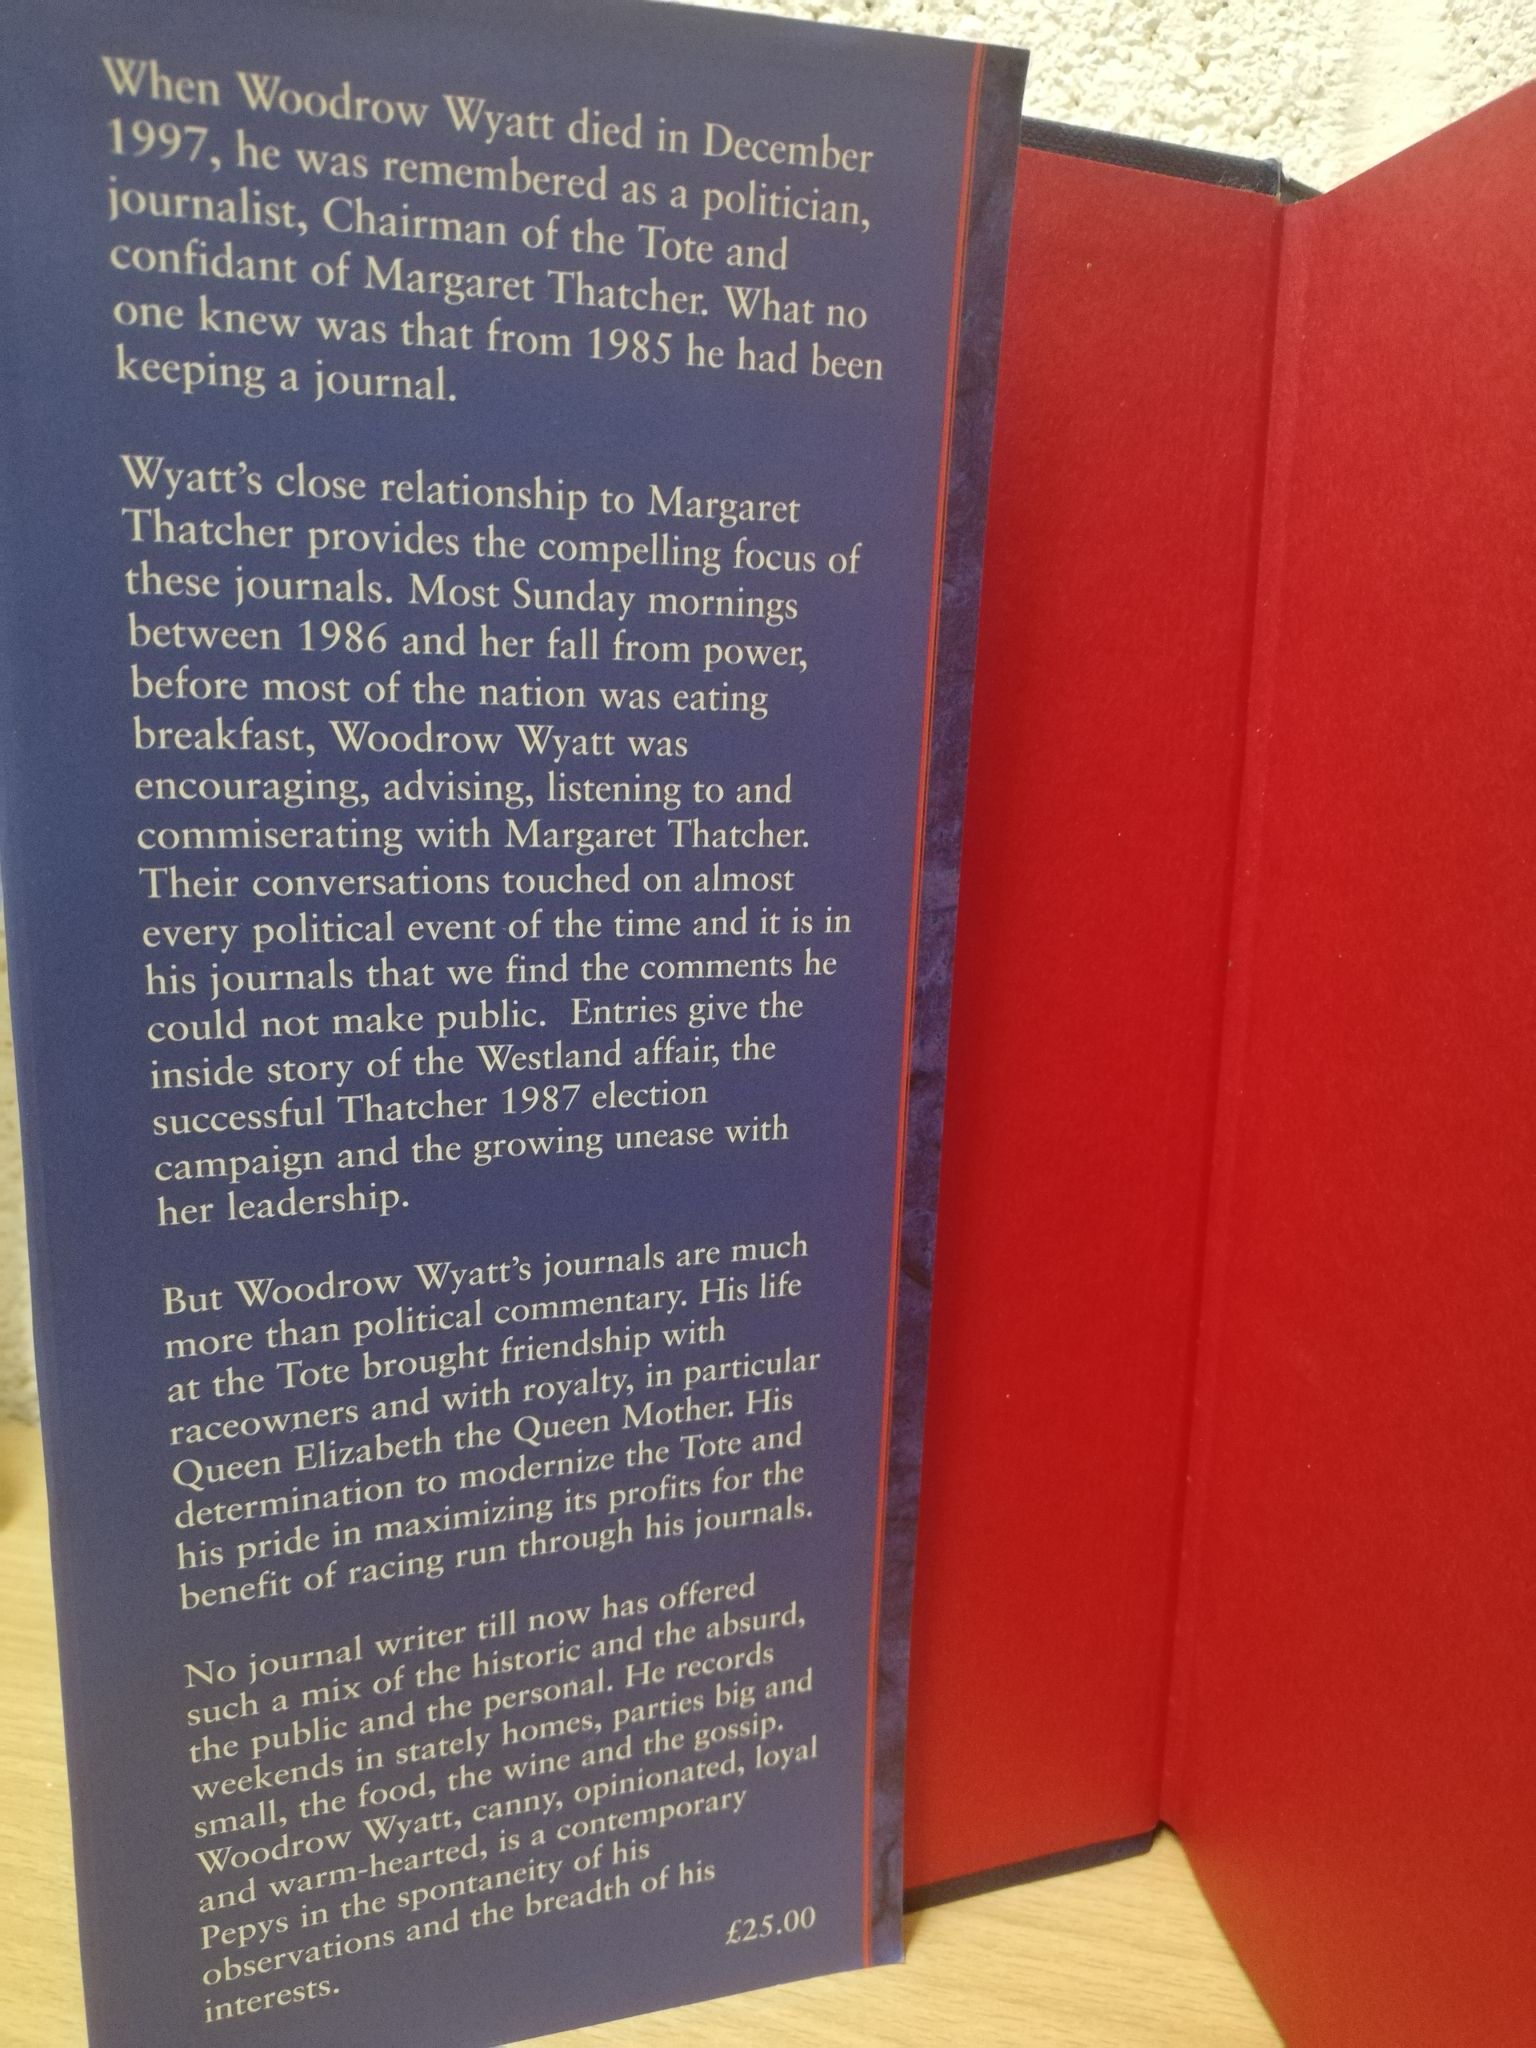 When Woodrow Wyatt died in December
1997, he was remembered as a politician,
journalist, Chairman of the Tote and
confidant of Margaret Thatcher. What no
one knew was that from 1985 he had been
keeping a journal.
Wyatt's close relationship to Margaret
Thatcher provides the compelling focus of
these journals. Most Sunday mornings
between 1986 and her fall from power,
before most of the nation was eating
breakfast, Woodrow Wyatt was
encouraging, advising, listening to and
commiserating with Margaret Thatcher.
Their conversations touched on almost
every political event of the time and it is in
his journals that we find the comments he
could not make public. Entries give the
inside story of the Westland affair, the
successful Thatcher 1987 election
campaign and the growing unease with
her leadership.
But Woodrow Wyatt's journals are much
more than political commentary. His life
at the Tote brought friendship with
raceowners and with royalty, in particular
Queen Elizabeth the Queen Mother. His
determination to modernize the Tote and
his pride in maximizing its profits for the
benefit of racing run through his journals.
No journal writer till now has offered
such a mix of the historic and the absurd,
the public and the personal. He records
weekends in stately homes, parties big and
small, the food, the wine and the gossip.
Woodrow Wyatt, canny, opinionated, loyal
and warm-hearted, is a contemporary
Pepys in the spontaneity of his
observations and the breadth of his
interests.
£25.00